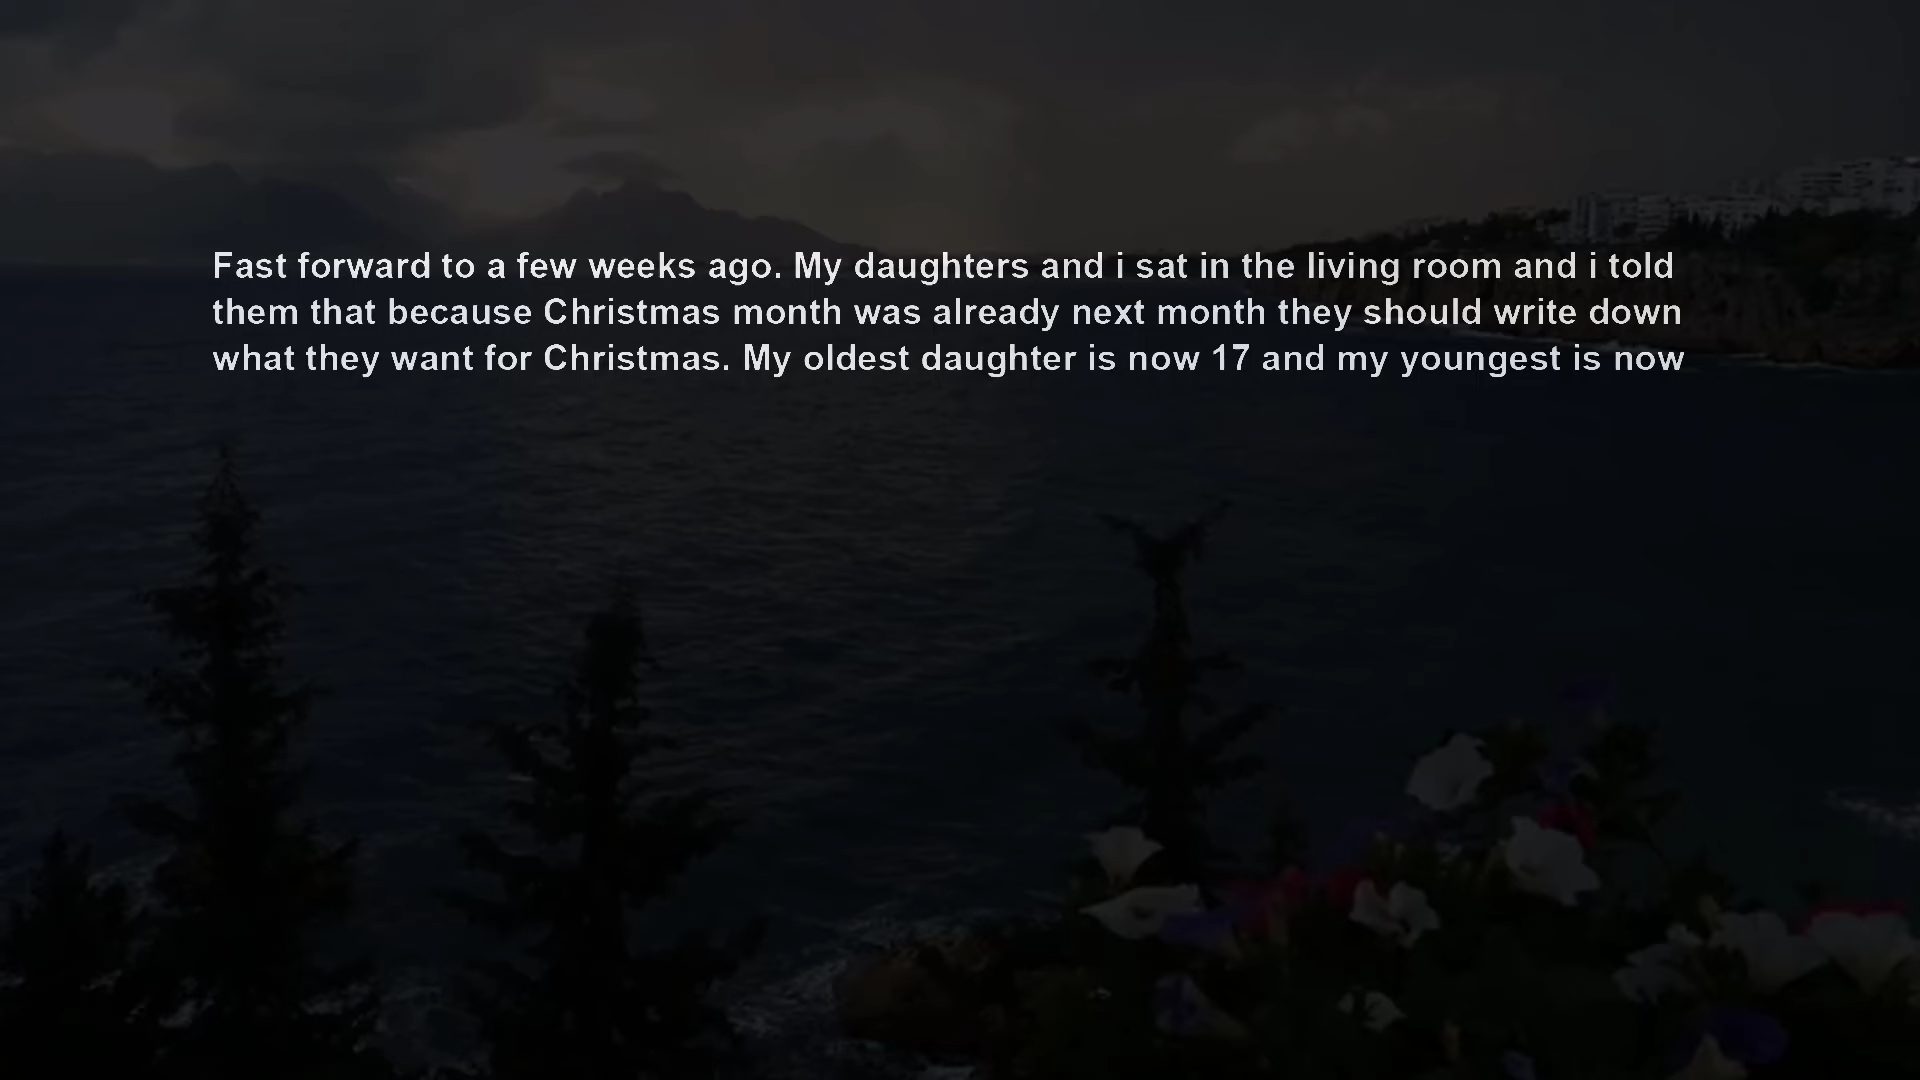 Fast forward to a few weeks ago. My daughters and i sat in the living room and i told
them that because Christmas month was already next month they should write down
what they want for Christmas. My oldest daughter is now 17 and my youngest is now